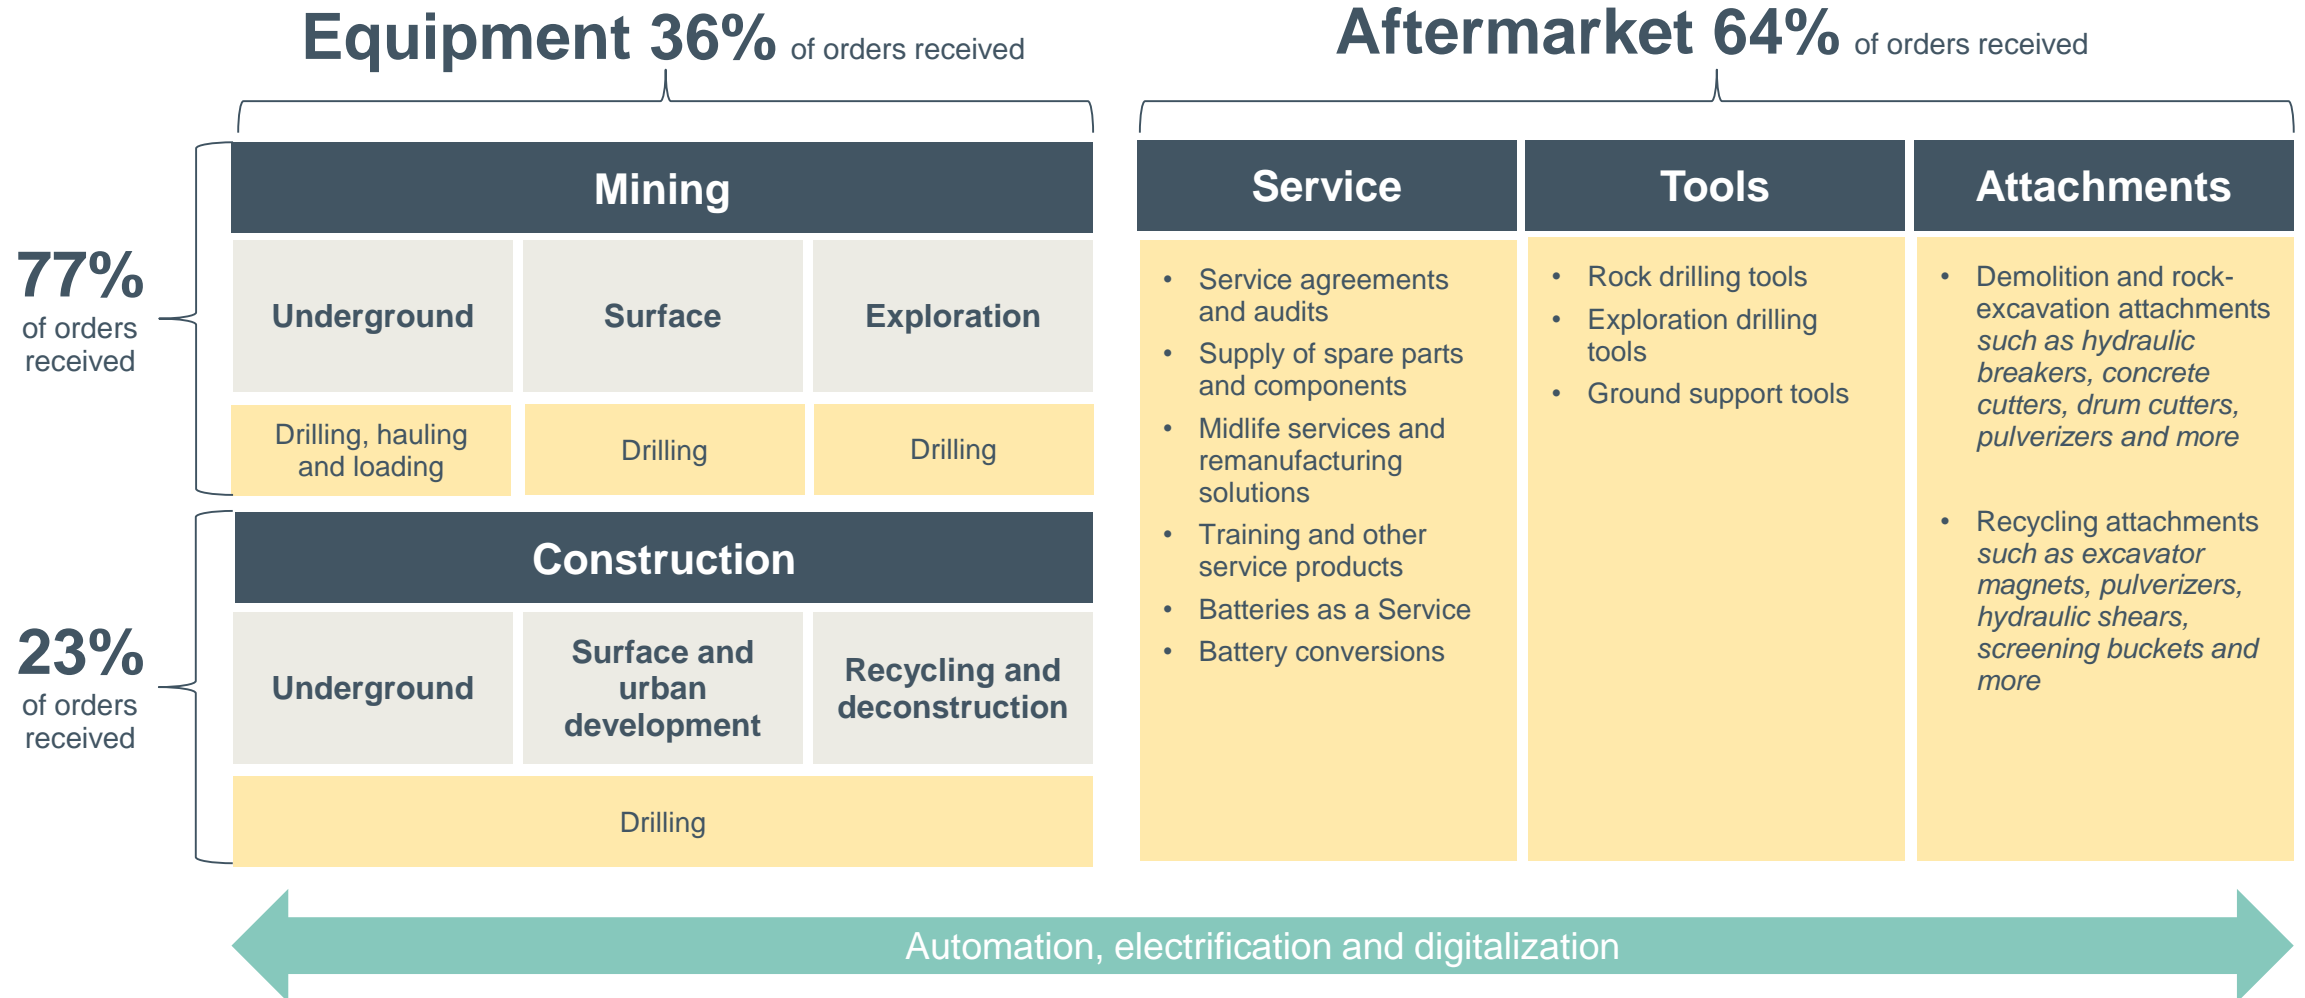 Equipment 36% of orders received
Aftermarket 64% of orders received
77%
of orders
received
Mining
Underground
Surface
Exploration
Drilling, hauling
and loading
Drilling
Drilling
23%
of orders
received
Construction
Underground
Surface and
urban
development
Recycling and
deconstruction
Drilling
Service
• Service agreements
and audits
• Supply of spare parts
and components
• Midlife services and
remanufacturing
solutions
• Training and other
service products
• Batteries as a Service
• Battery conversions
Tools
• Rock drilling tools
• Exploration drilling
tools
• Ground support tools
Attachments
• Demolition and rock-
excavation attachments
such as hydraulic
breakers, concrete
cutters, drum cutters,
pulverizers and more
• Recycling attachments
such as excavator
magnets, pulverizers,
hydraulic shears,
screening buckets and
more
Automation, electrification and digitalization